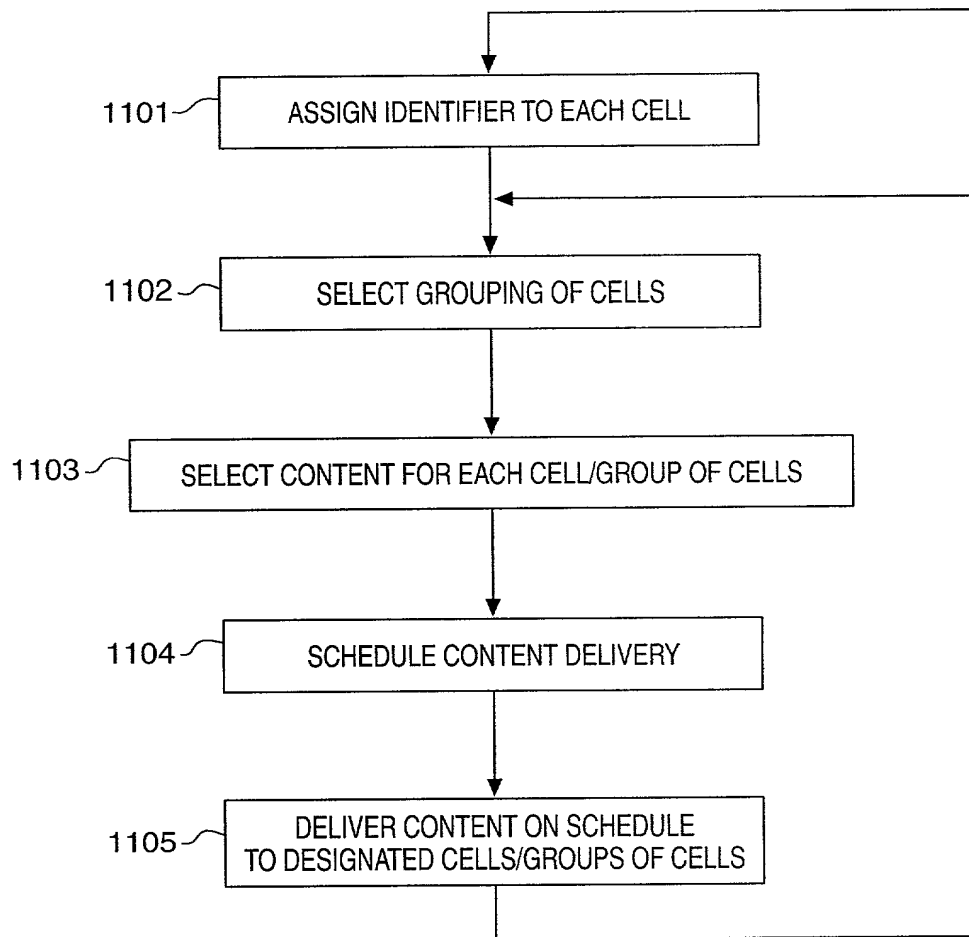 1101
ASSIGN IDENTIFIER TO EACH CELL
1102
SELECT GROUPING OF CELLS
1103
SELECT CONTENT FOR EACH CELL/GROUP OF CELLS
1104
SCHEDULE CONTENT DELIVERY
1105
DELIVER CONTENT ON SCHEDULE
TO DESIGNATED CELLS/GROUPS OF CELLS